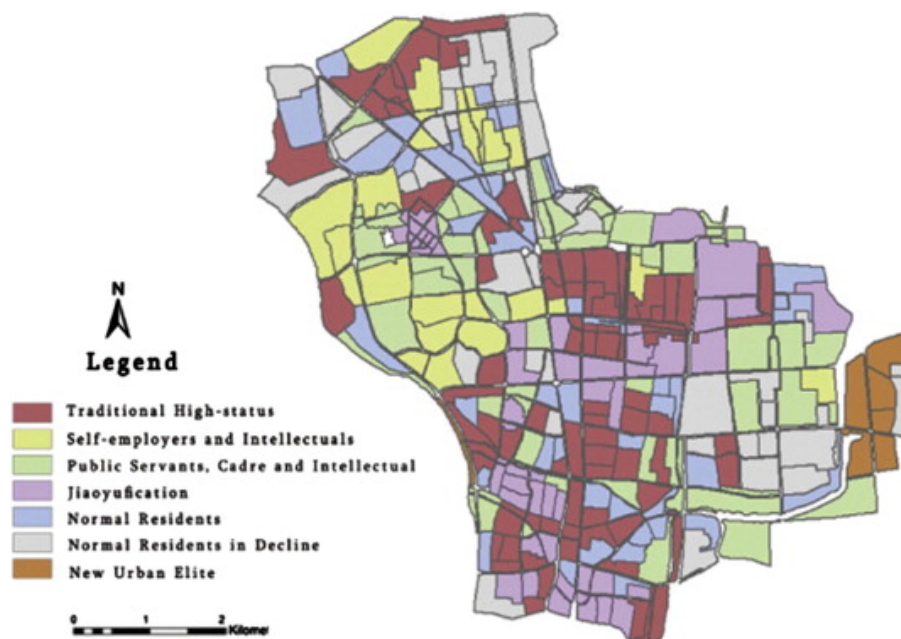 N
Legend
Traditional High-status
Self-employers and Intellectuals
Public Servants, Cadre and Intellectual
Jiaoyufication
Normal Residents
Normal Residents in Decline
New Urban Elite
0 1 2
Kilomet